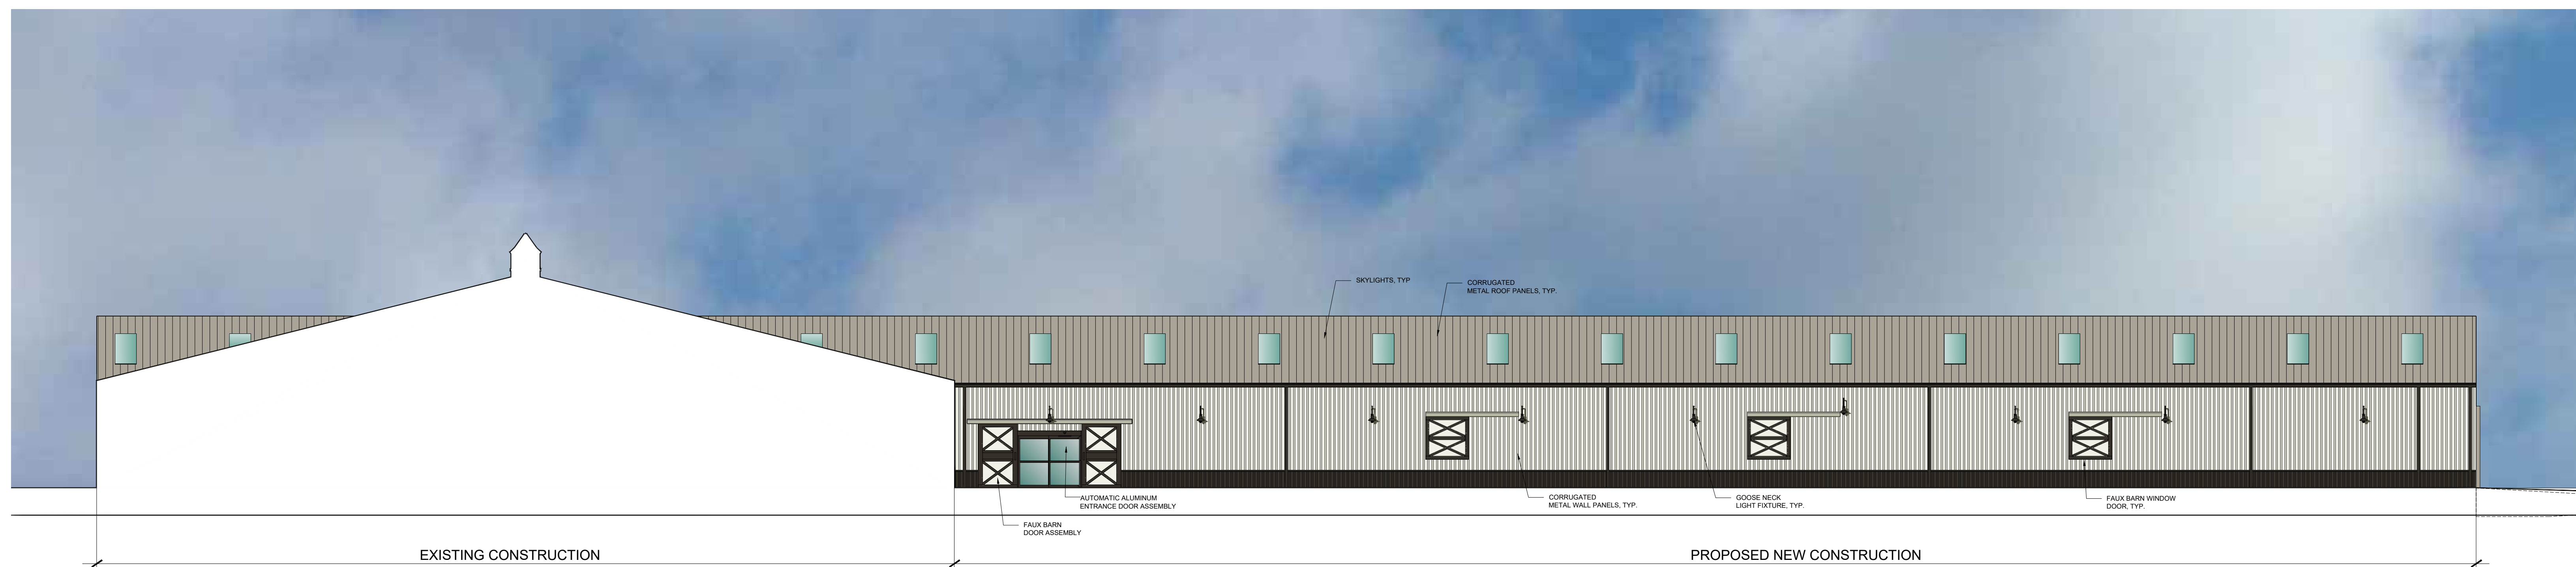 SKYLIGHTS, TYP
CORRUGATED
METAL ROOF PANELS, TYP.
AUTOMATIC ALUMINUM
ENTRANCE DOOR ASSEMBLY
CORRUGATED
METAL WALL PANELS, TYP.
GOOSE NECK
LIGHT FIXTURE, TYP.
FAUX BARN WINDOW
DOOR, TYP.
FAUX BARN
DOOR ASSEMBLY
EXISTING CONSTRUCTION
PROPOSED NEW CONSTRUCTION